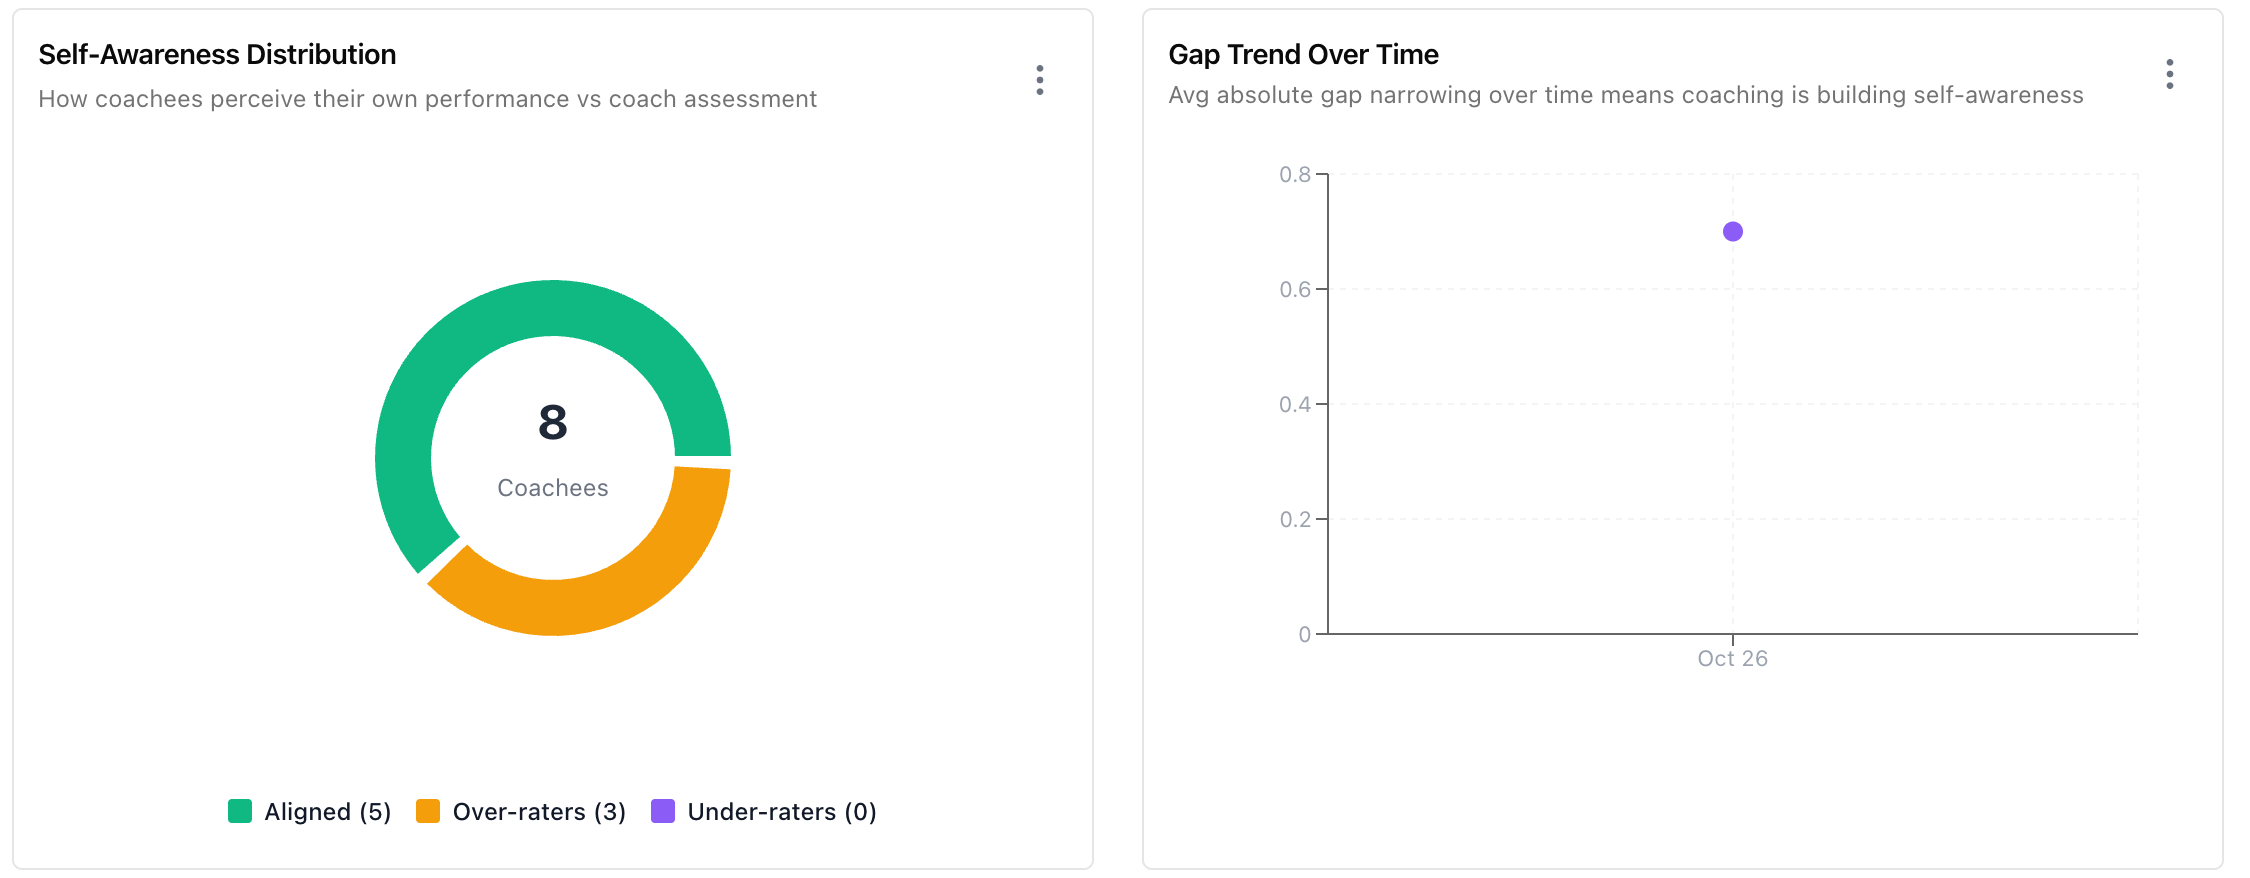 Self-Awareness Distribution
How coachees perceive their own performance vs coach assessment
8
Coachees
Aligned (5)
Over-raters (3)
Under-raters (0)
Gap Trend Over Time
Avg absolute gap narrowing over time means coaching is building self-awareness
0.8
0.6
0.4
0.2
0
Oct 26